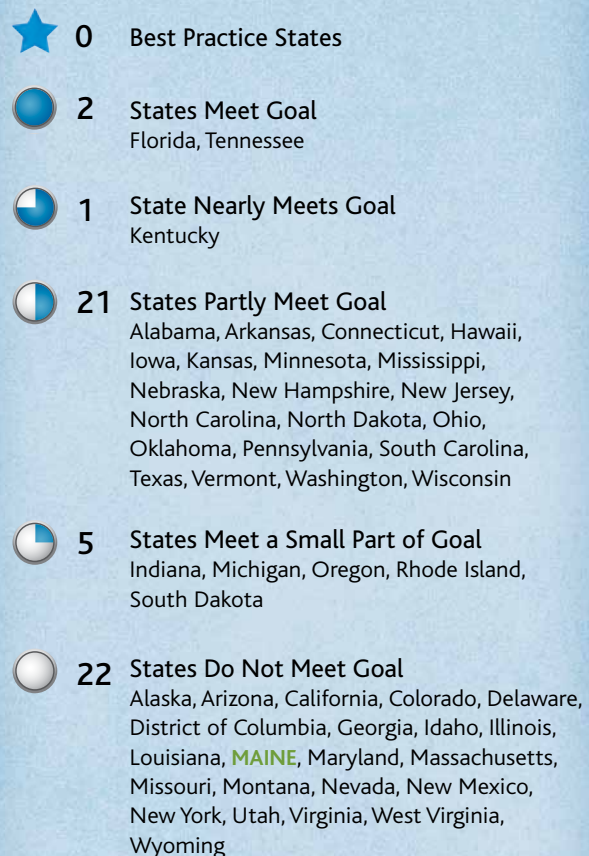 0 Best Practice States
2 States Meet Goal
Florida, Tennessee
1 State Nearly Meets Goal
Kentucky
21 States Partly Meet Goal
Alabama, Arkansas, Connecticut, Hawaii,
Iowa, Kansas, Minnesota, Mississippi,
Nebraska, New Hampshire, New Jersey,
North Carolina, North Dakota, Ohio,
Oklahoma, Pennsylvania, South Carolina,
Texas, Vermont, Washington, Wisconsin
5 States Meet a Small Part of Goal
Indiana, Michigan, Oregon, Rhode Island,
South Dakota
22 States Do Not Meet Goal
Alaska, Arizona, California, Colorado, Delaware,
District of Columbia, Georgia, Idaho, Illinois,
Louisiana, MAINE, Maryland, Massachusetts,
Missouri, Montana, Nevada, New Mexico,
New York, Utah, Virginia, West Virginia,
Wyoming